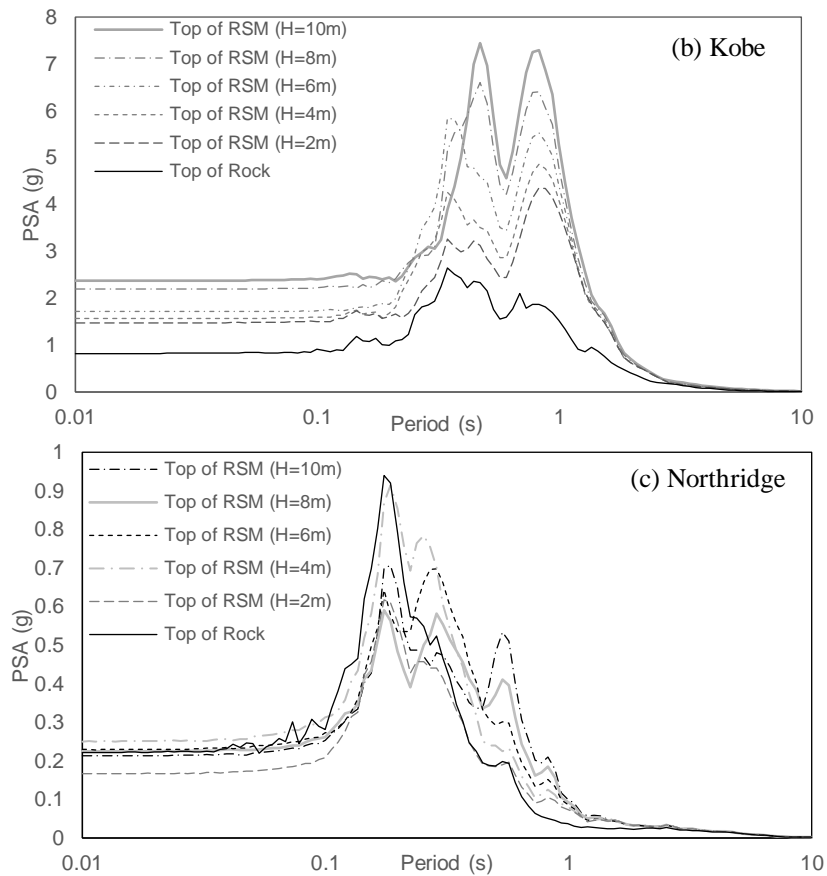 8
7
6
5
4
3
2
1
0
PSA (g)
Top of RSM (H=10m)
Top of RSM (H=8m)
Top of RSM (H=6m)
Top of RSM (H=4m)
Top of RSM (H=2m)
Top of Rock
(b) Kobe
0.01 0.1 1 10
Period (s)
1
0.9
0.8
0.7
0.6
0.5
0.4
0.3
0.2
0.1
0
PSA (g)
Top of RSM (H=10m)
Top of RSM (H=8m)
Top of RSM (H=6m)
Top of RSM (H=4m)
Top of RSM (H=2m)
Top of Rock
(c) Northridge
0.01 0.1 1 10
Period (s)